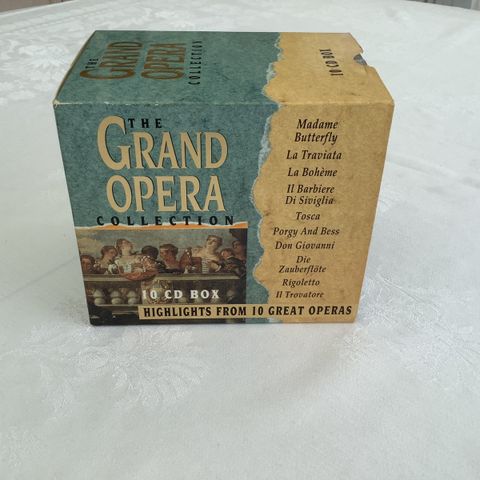 THE
GRAND
OPERA
COLLECTION
10 CD BOX
THE
GRAND
OPERA
COLLECTION
10 CD BOX
Madame
Butterfly
La Traviata
La Bohème
Il Barbiere
Di Siviglia
Tosca
Porgy And Bess
Don Giovanni
Die
Zauberflöte
Rigoletto
Il Trovatore
HIGHLIGHTS FROM 10 GREAT OPERAS